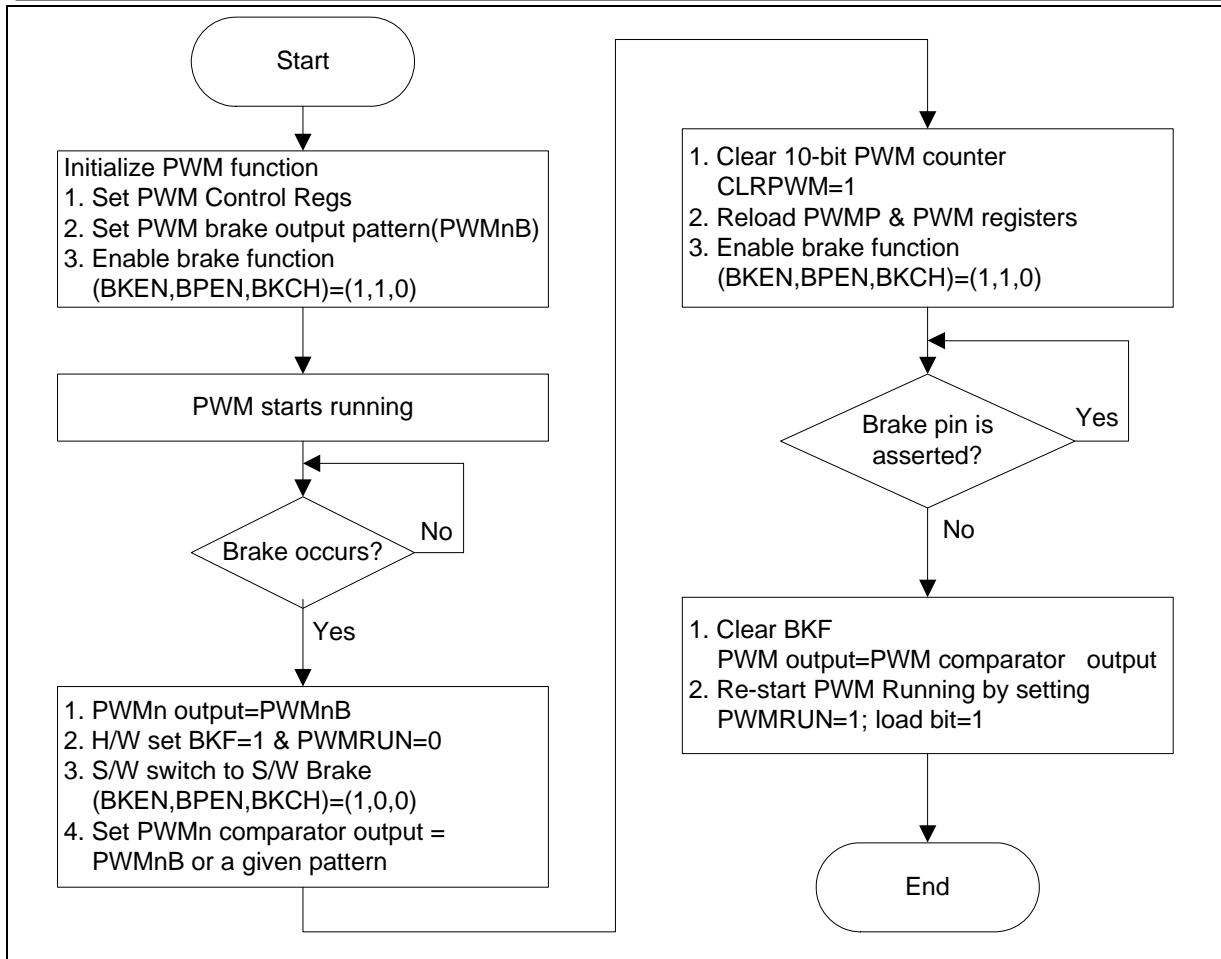 Start
Initialize PWM function
1. Set PWM Control Regs
2. Set PWM brake output pattern(PWMnB)
3. Enable brake function
(BKEN,BPEN,BKCH)=(1,1,0)
PWM starts running
No
Brake occurs?
Yes
1. PWMn output=PWMnB
2. H/W set BKF=1 & PWMRUN=0
3. S/W switch to S/W Brake
(BKEN,BPEN,BKCH)=(1,0,0)
4. Set PWMn comparator output =
PWMnB or a given pattern
1. Clear 10-bit PWM counter
CLRPWM=1
2. Reload PWMP & PWM registers
3. Enable brake function
(BKEN,BPEN,BKCH)=(1,1,0)
Yes
Brake pin is
asserted?
No
1. Clear BKF
PWM output=PWM comparator output
2. Re-start PWM Running by setting
PWMRUN=1; load bit=1
End